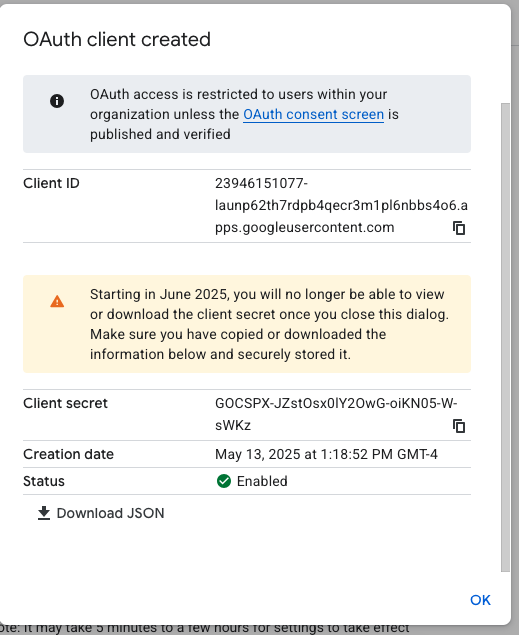 OAuth client created
OAuth access is restricted to users within your
organization unless the OAuth consent screen is
published and verified
Client ID
23946151077-
launp62th7rdpb4qecr3m1pl6nbbs4o6.a
pps.googleusercontent.com
Starting in June 2025, you will no longer be able to view
or download the client secret once you close this dialog.
Make sure you have copied or downloaded the
information below and securely stored it.
Client secret
GOCSPX-JZstOsx0lY2OwG-oiKN05-W-
sWKz
Creation date May 13, 2025 at 1:18:52 PM GMT-4
Status Enabled
Download JSON
OK
ote: It may take 5 minutes to a few hours for settings to take effect